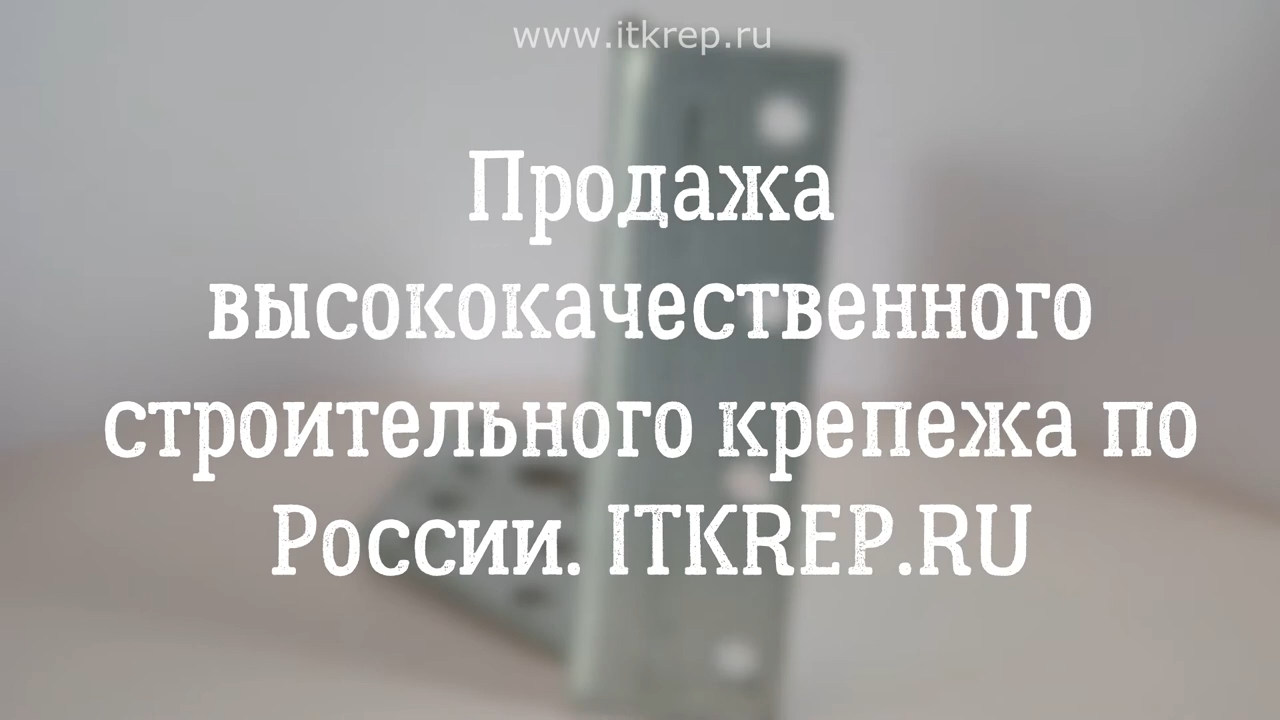 www.itkrep.ru
Продажа
высококачественного
строительного крепежа по
России. ITKREP.RU